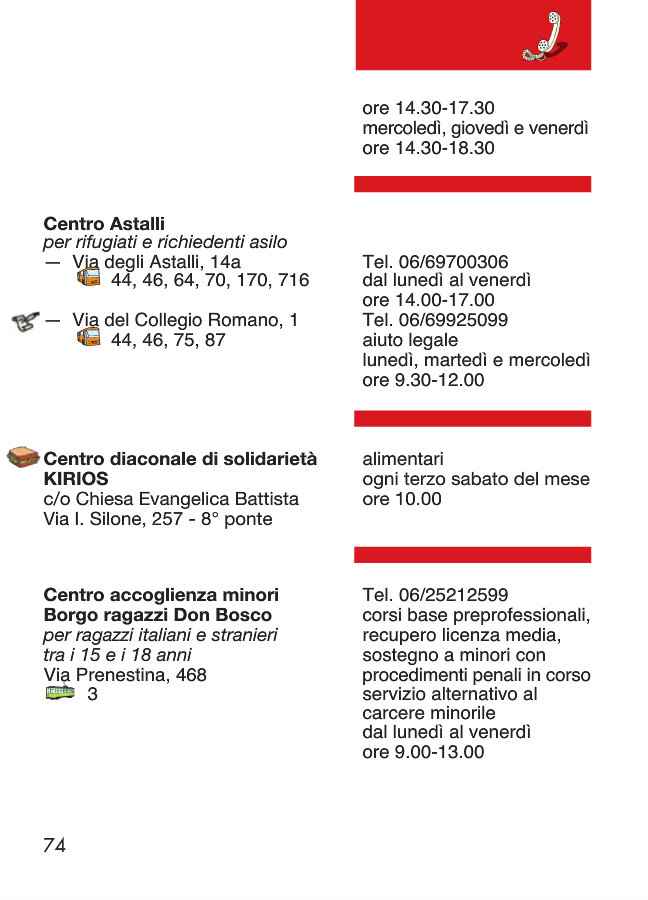 ore 14.30-17.30
mercoledì, giovedì e venerdì
ore 14.30-18.30
Centro Astalli
per rifugiati e richiedenti asilo
— Via degli Astalli, 14a
44, 46, 64, 70, 170, 716
Tel. 06/69700306
dal lunedì al venerdì
ore 14.00-17.00
— Via del Collegio Romano, 1
44, 46, 75, 87
Tel. 06/69925099
aiuto legale
lunedì, martedì e mercoledì
ore 9.30-12.00
Centro diaconale di solidarietà
KIRIOS
c/o Chiesa Evangelica Battista
Via I. Silone, 257 - 8° ponte
alimentari
ogni terzo sabato del mese
ore 10.00
Centro accoglienza minori
Borgo ragazzi Don Bosco
per ragazzi italiani e stranieri
tra i 15 e i 18 anni
Via Prenestina, 468
3
Tel. 06/25212599
corsi base preprofessionali,
recupero licenza media,
sostegno a minori con
procedimenti penali in corso
servizio alternativo al
carcere minorile
dal lunedì al venerdì
ore 9.00-13.00
74